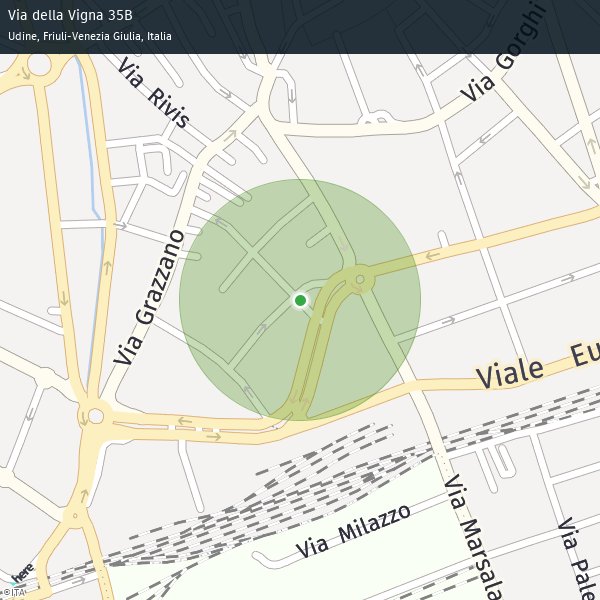 Via della Vigna 35B
Udine, Friuli-Venezia Giulia, Italia
Via Gorghi
Via Rivis
Via Grazzano
Viale Eu
Via Milazzo
Via Marsala
Via Pale
here
©ITA